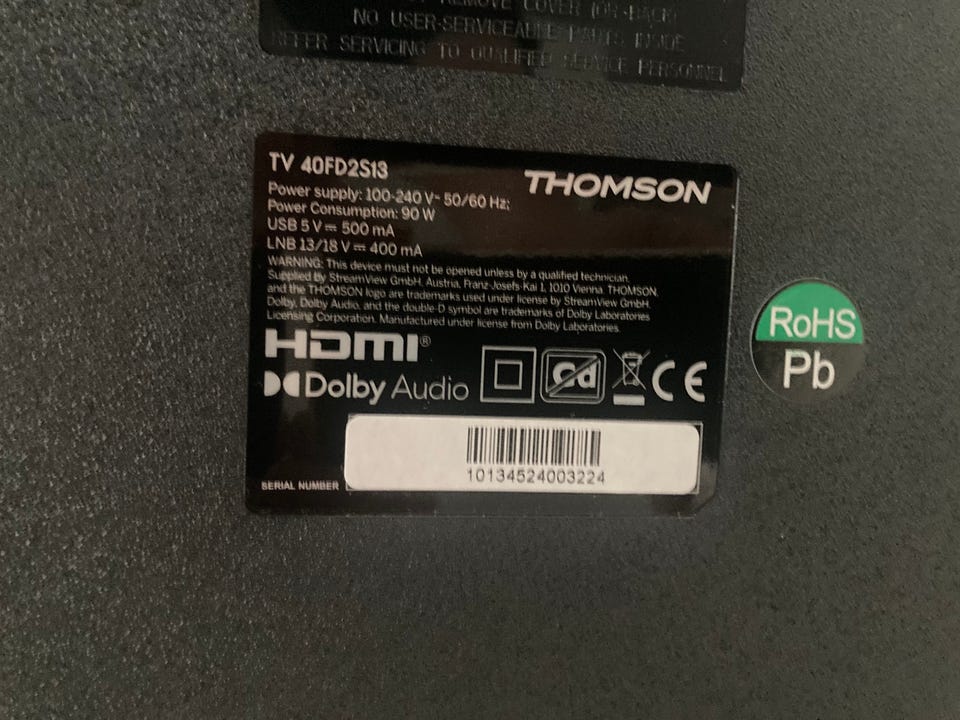 REMOVE COVER (OR BACK)
NO USER-SERVICEABLE PARTS INSIDE
REFER SERVICING TO QUALIFIED SERVICE PERSONNEL
TV 40FD2S13
THOMSON
Power supply: 100-240 V~ 50/60 Hz;
Power Consumption: 90 W
USB 5 V⎓ 500 mA
LNB 13/18 V⎓ 400 mA
WARNING: This device must not be opened unless by a qualified technician.
Supplied by StreamView GmbH, Austria, Franz-Josefs-Kai 1, 1010 Vienna. THOMSON,
and the THOMSON logo are trademarks used under license by StreamView GmbH.
Dolby, Dolby Audio, and the double-D symbol are trademarks of Dolby Laboratories
Licensing Corporation. Manufactured under license from Dolby Laboratories.
HDMI®
Dolby Audio
Cd
CE
RoHS
Pb
SERIAL NUMBER
10134524003224